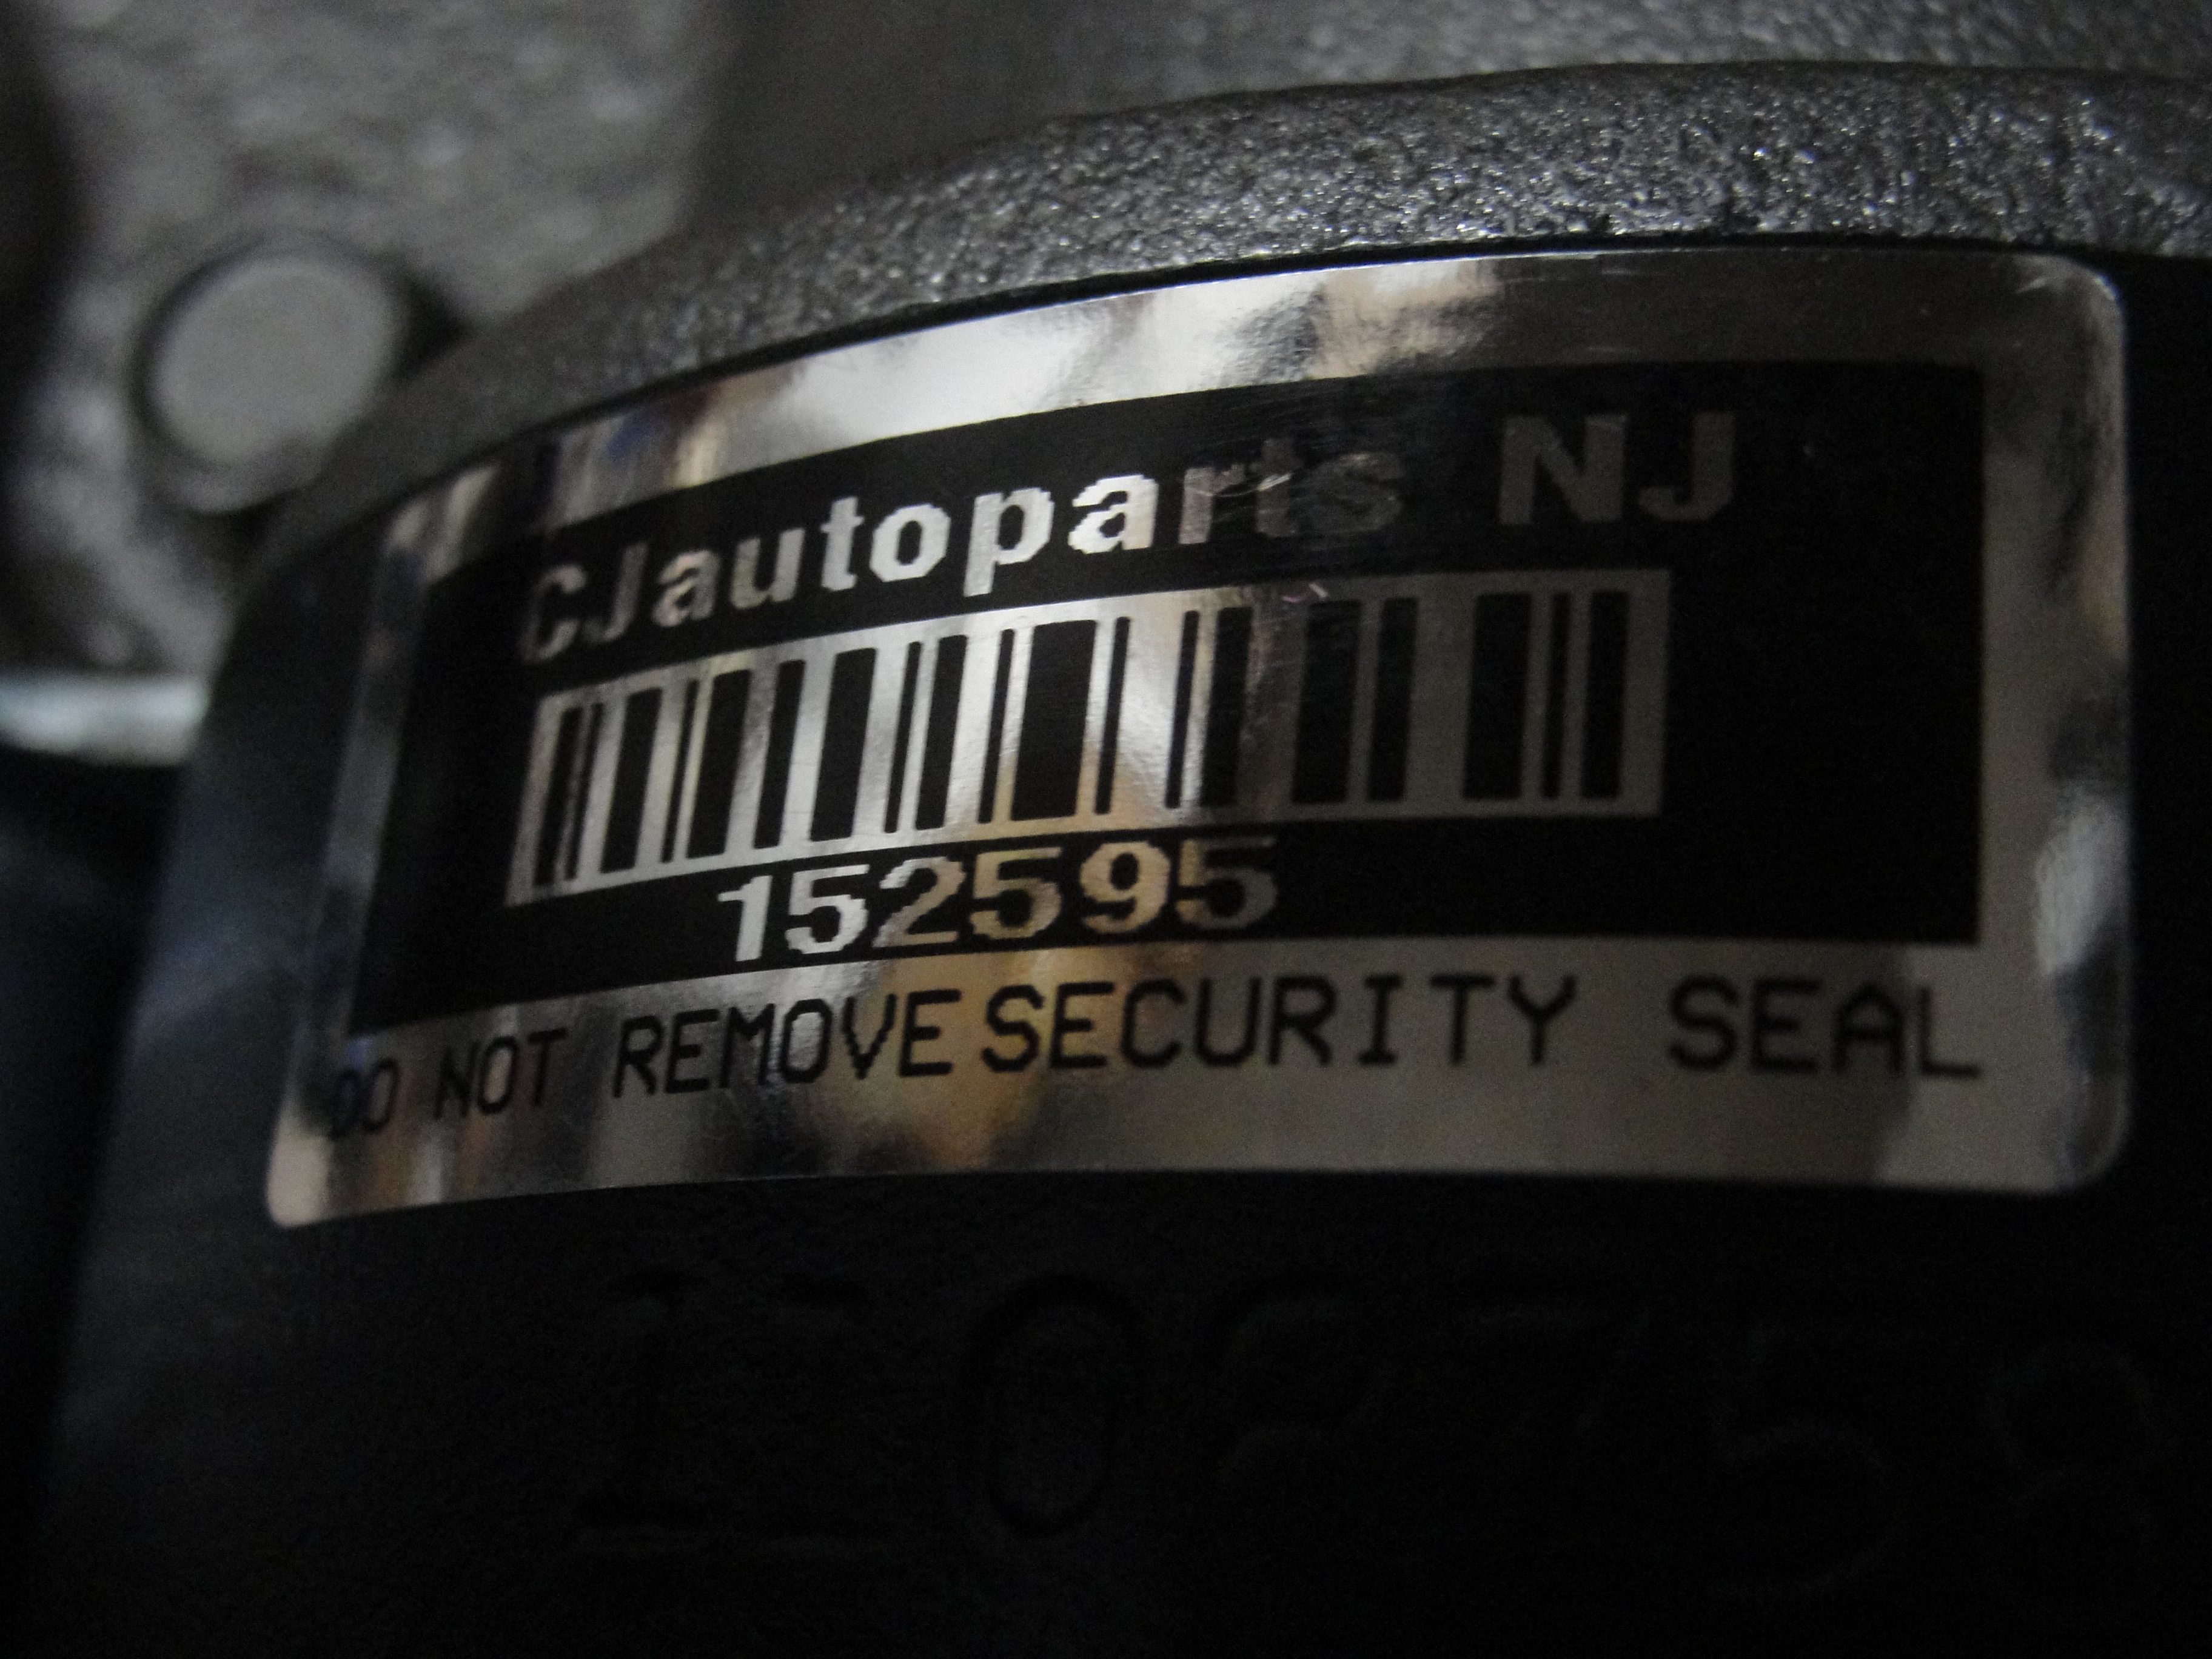 CJautoparts NJ
152595
DO NOT REMOVE SECURITY SEAL